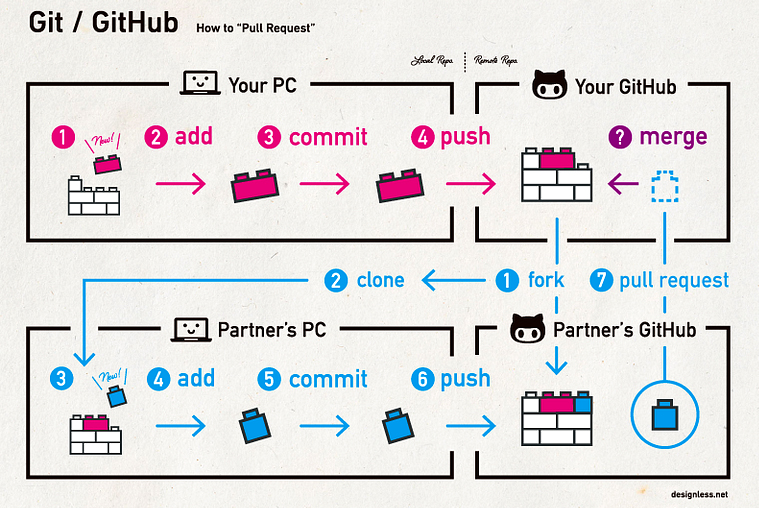 Git / GitHub How to “Pull Request”
Local Repo Remote Repo
Your PC
Your GitHub
1 New! 2 add 3 commit 4 push ? merge
2 clone 1 fork 7 pull request
Partner’s PC
Partner’s GitHub
3 New! 4 add 5 commit 6 push
designless.net